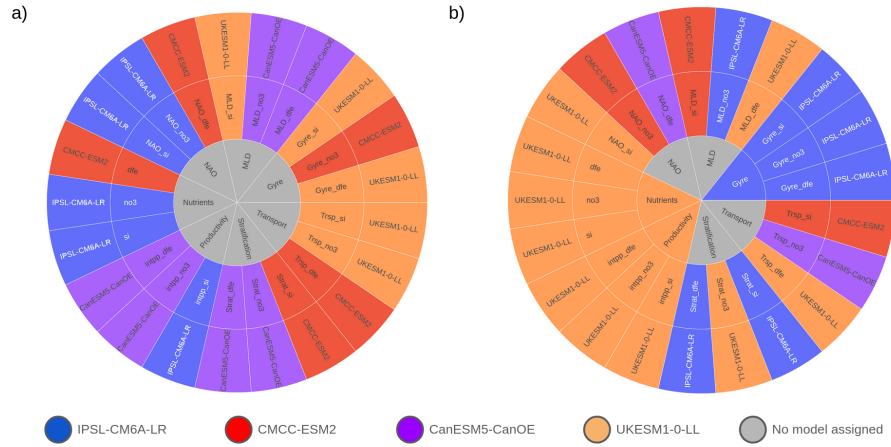 a)
UKESM1-0-LL
CanESM5-CanOE
CanESM5-CanOE
UKESM1-0-LL
CMCC-ESM2
UKESM1-0-LL
UKESM1-0-LL
UKESM1-0-LL
CMCC-ESM2
CMCC-ESM2
CanESM5-CanOE
CanESM5-CanOE
IPSL-CM6A-LR
CanESM5-CanOE
CanESM5-CanOE
IPSL-CM6A-LR
IPSL-CM6A-LR
CMCC-ESM2
IPSL-CM6A-LR
IPSL-CM6A-LR
CMCC-ESM2
MLD_si
MLD_no3
MLD_dfe
Gyre_si
Gyre_no3
Gyre_dfe
Trsp_si
Trsp_no3
Trsp_dfe
Strat_si
Strat_no3
Strat_dfe
intpp_si
intpp_no3
intpp_dfe
si
no3
dfe
NAO_si
NAO_no3
NAO_dfe
MLD
Gyre
Transport
Stratification
Productivity
Nutrients
NAO
b)
IPSL-CM6A-LR
UKESM1-0-LL
IPSL-CM6A-LR
IPSL-CM6A-LR
IPSL-CM6A-LR
CMCC-ESM2
CanESM5-CanOE
UKESM1-0-LL
IPSL-CM6A-LR
UKESM1-0-LL
IPSL-CM6A-LR
UKESM1-0-LL
UKESM1-0-LL
UKESM1-0-LL
UKESM1-0-LL
UKESM1-0-LL
UKESM1-0-LL
UKESM1-0-LL
CMCC-ESM2
CanESM5-CanOE
CMCC-ESM2
MLD_no3
MLD_dfe
Gyre_si
Gyre_no3
Gyre_dfe
Trsp_si
Trsp_no3
Trsp_dfe
Strat_si
Strat_no3
Strat_dfe
intpp_si
intpp_no3
intpp_dfe
si
no3
dfe
NAO_si
NAO_no3
NAO_dfe
MLD_si
MLD
Gyre
Transport
Stratification
Productivity
Nutrients
NAO
IPSL-CM6A-LR
CMCC-ESM2
CanESM5-CanOE
UKESM1-0-LL
No model assigned